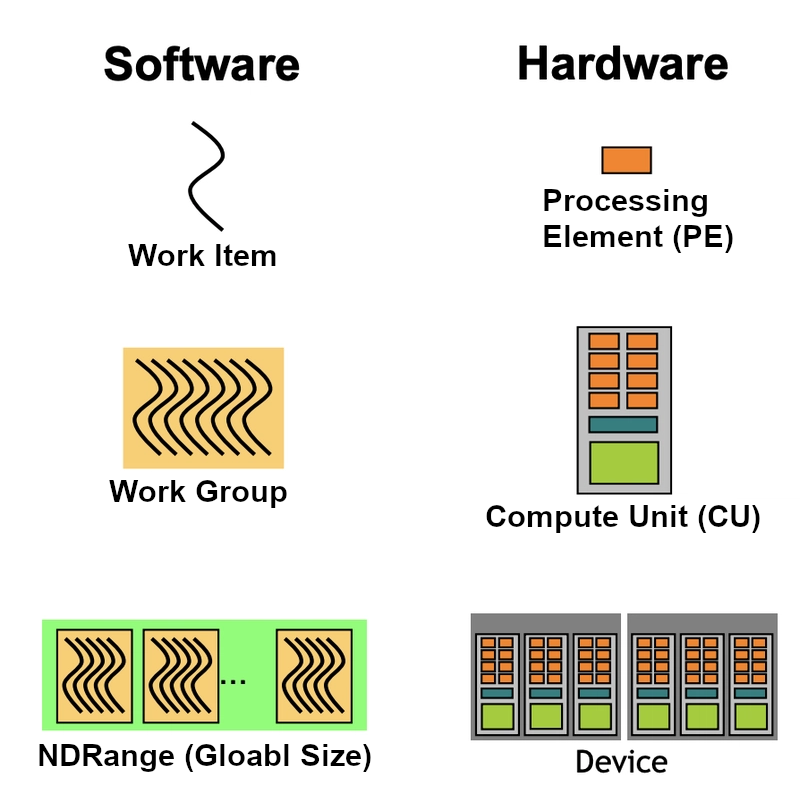 Software
Hardware
Work Item
Processing
Element (PE)
Work Group
Compute Unit (CU)
...
NDRange (Gloabl Size)
Device